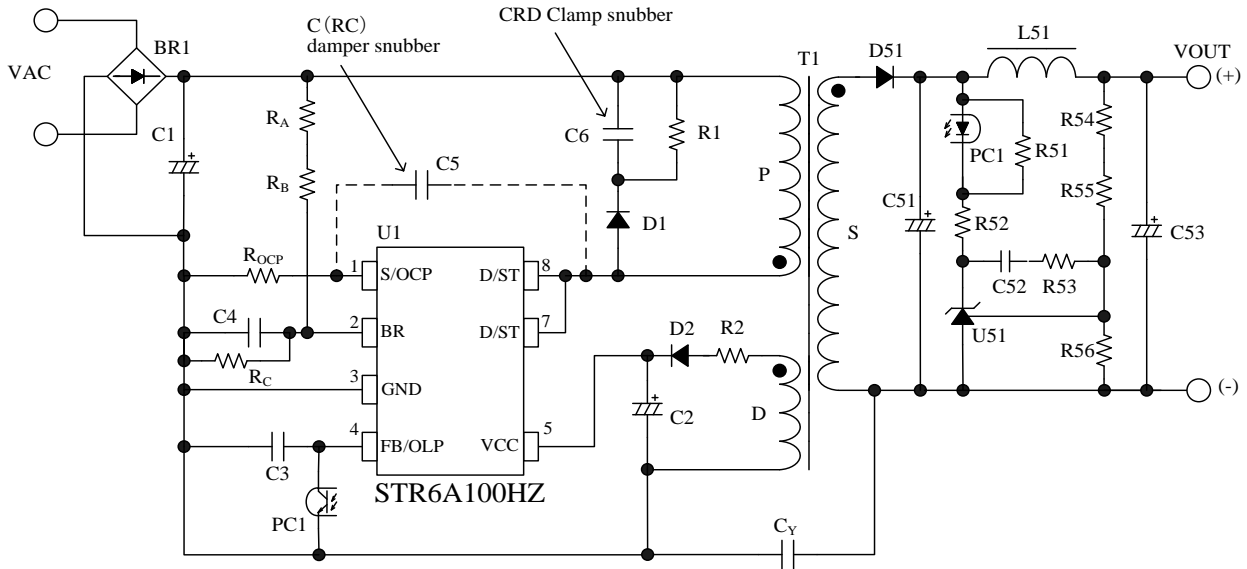 CRD Clamp snubber
C (RC)
damper snubber
BR1
VAC
C1
RA
RB
C5
C6
R1
D1
P
T1
S
D51
L51
VOUT
(+)
PC1
R51
R54
R55
C51
R52
C53
C52
R53
U51
R56
(-)
U1
ROCP
1
S/OCP
D/ST
8
C4
2
BR
D/ST
7
RC
3
GND
4
FB/OLP
VCC
5
C3
PC1
STR6A100HZ
D2
R2
C2
D
CY